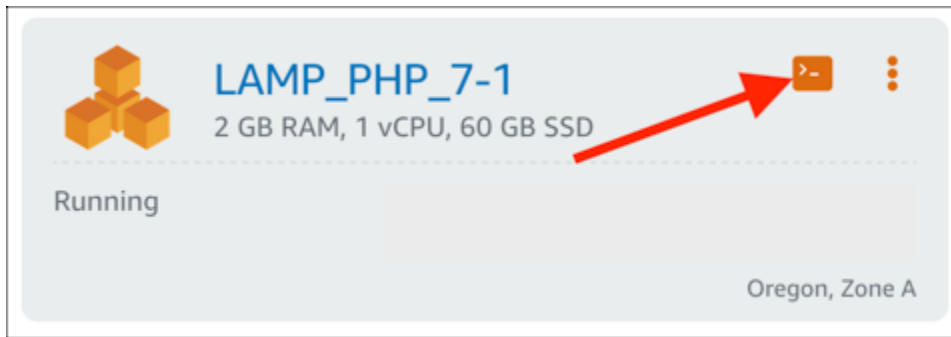 LAMP_PHP_7-1
>_
2 GB RAM, 1 vCPU, 60 GB SSD
Running
Oregon, Zone A